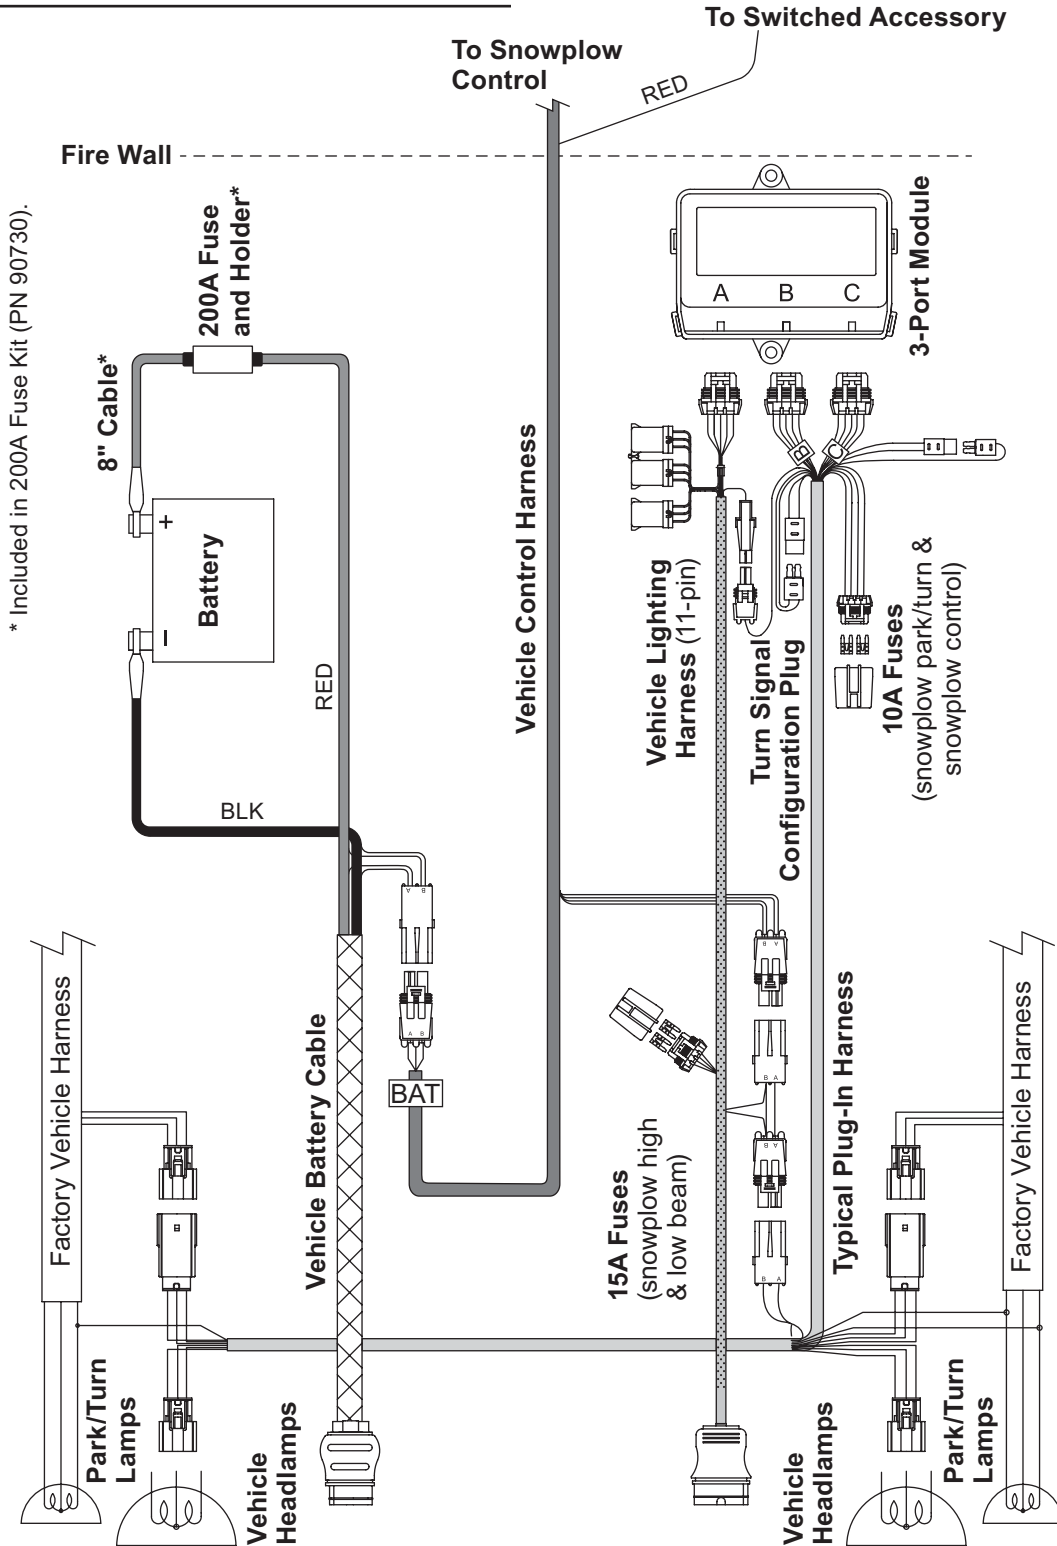 To Switched Accessory
To Snowplow
Control
RED
Fire Wall
* Included in 200A Fuse Kit (PN 90730).
8" Cable*
200A Fuse
and Holder*
+
–
Battery
RED
BLK
Vehicle Control Harness
3-Port Module
A B C
B
C
Vehicle Lighting
Harness (11-pin)
Turn Signal
Configuration Plug
10A Fuses
(snowplow park/turn &
snowplow control)
A B
A B
BAT
Factory Vehicle Harness
Vehicle Battery Cable
15A Fuses
(snowplow high
& low beam)
B A
B A
B A
B A
Typical Plug-In Harness
Factory Vehicle Harness
Park/Turn
Lamps
Vehicle
Headlamps
Vehicle
Headlamps
Park/Turn
Lamps